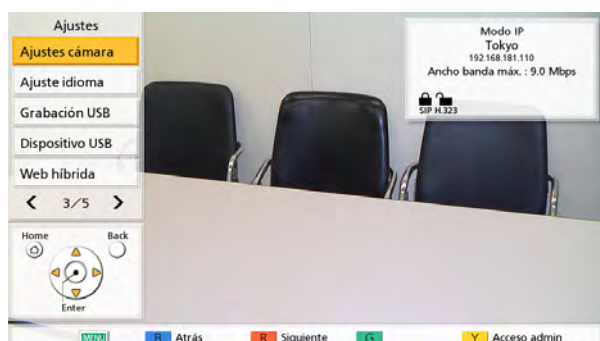 Ajustes
Ajustes cámara
Ajuste idioma
Grabación USB
Dispositivo USB
Web híbrida
3/5
Home
Back
Enter
Modo IP
Tokyo
192.168.181.110
Ancho banda máx. : 9.0 Mbps
SIP H.323
MENU
B Atrás
R Siguiente
G
Y Acceso admin